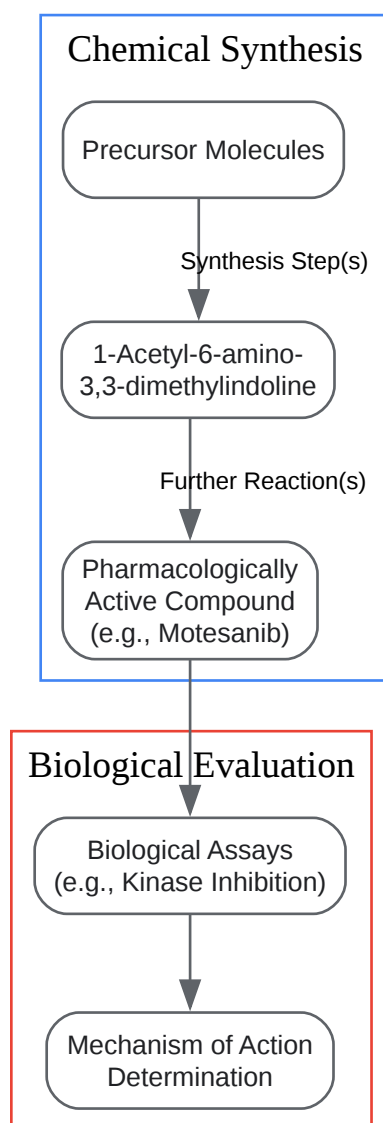 Chemical Synthesis
Precursor Molecules
Synthesis Step(s)
1-Acetyl-6-amino-
3,3-dimethylindoline
Further Reaction(s)
Pharmacologically
Active Compound
(e.g., Motesanib)
Biological Evaluation
Biological Assays
(e.g., Kinase Inhibition)
Mechanism of Action
Determination